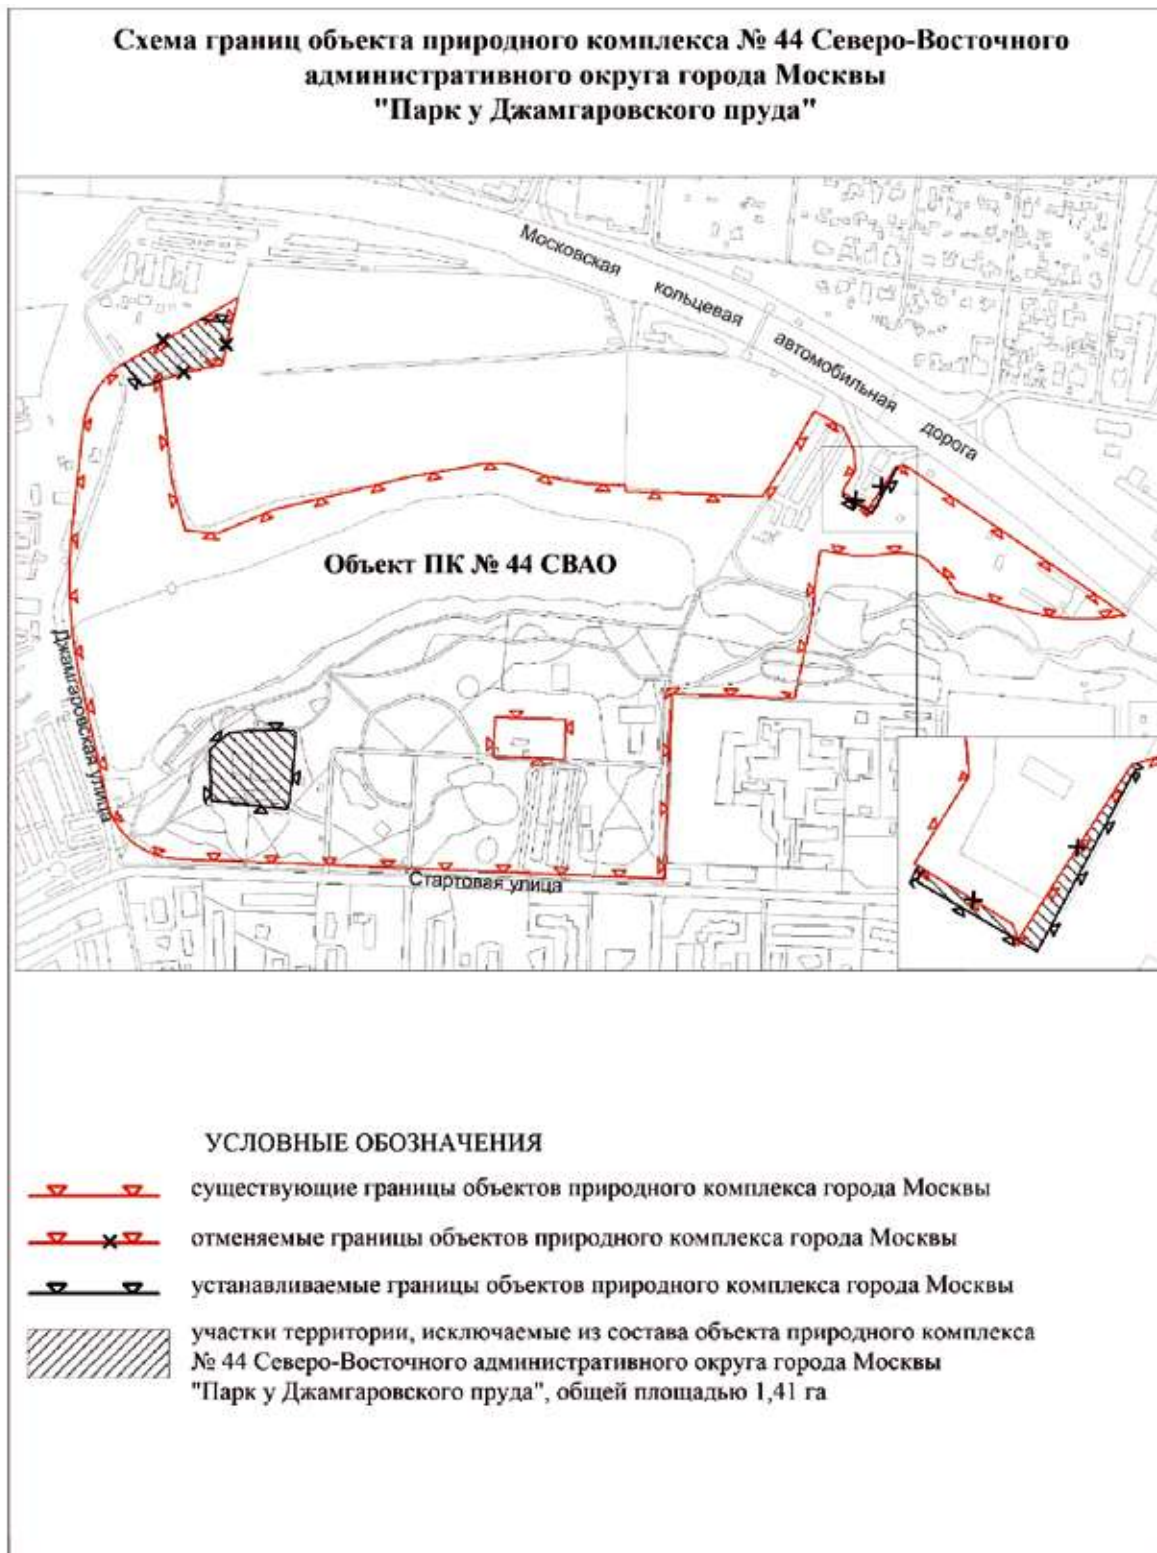 Схема границ объекта природного комплекса № 44 Северо-Восточного
административного округа города Москвы
"Парк у Джамгаровского пруда"
Московская кольцевая автомобильная дорога
Объект ПК № 44 СВАО
Джамгаровская улица
Стартовая улица
УСЛОВНЫЕ ОБОЗНАЧЕНИЯ
существующие границы объектов природного комплекса города Москвы
отменяемые границы объектов природного комплекса города Москвы
устанавливаемые границы объектов природного комплекса города Москвы
участки территории, исключаемые из состава объекта природного комплекса
№ 44 Северо-Восточного административного округа города Москвы
"Парк у Джамгаровского пруда", общей площадью 1,41 га